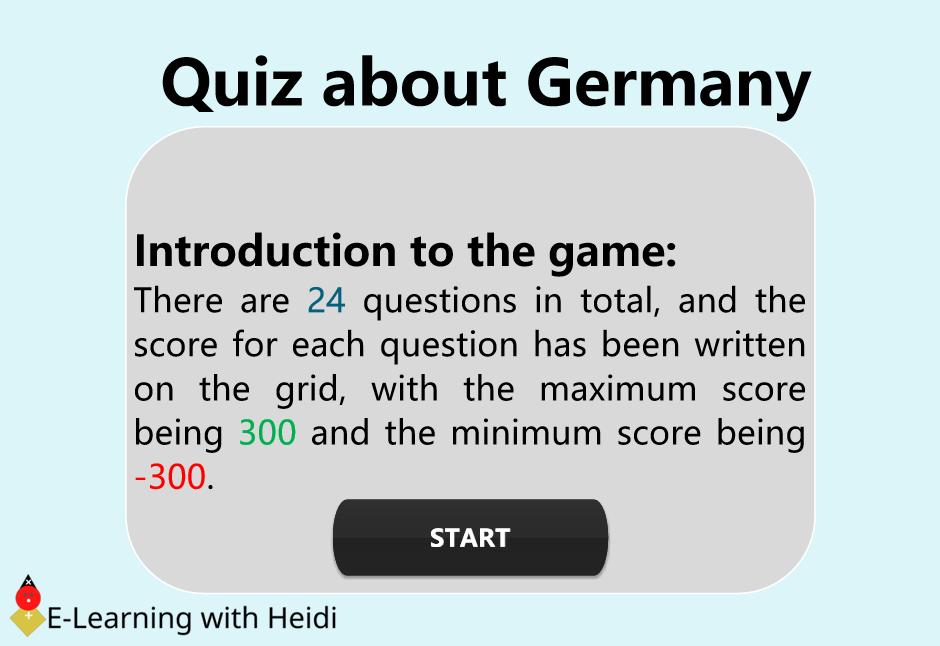 Quiz about Germany
Introduction to the game:
There are 24 questions in total, and the
score for each question has been written
on the grid, with the maximum score
being 300 and the minimum score being
-300.
START
E-Learning with Heidi